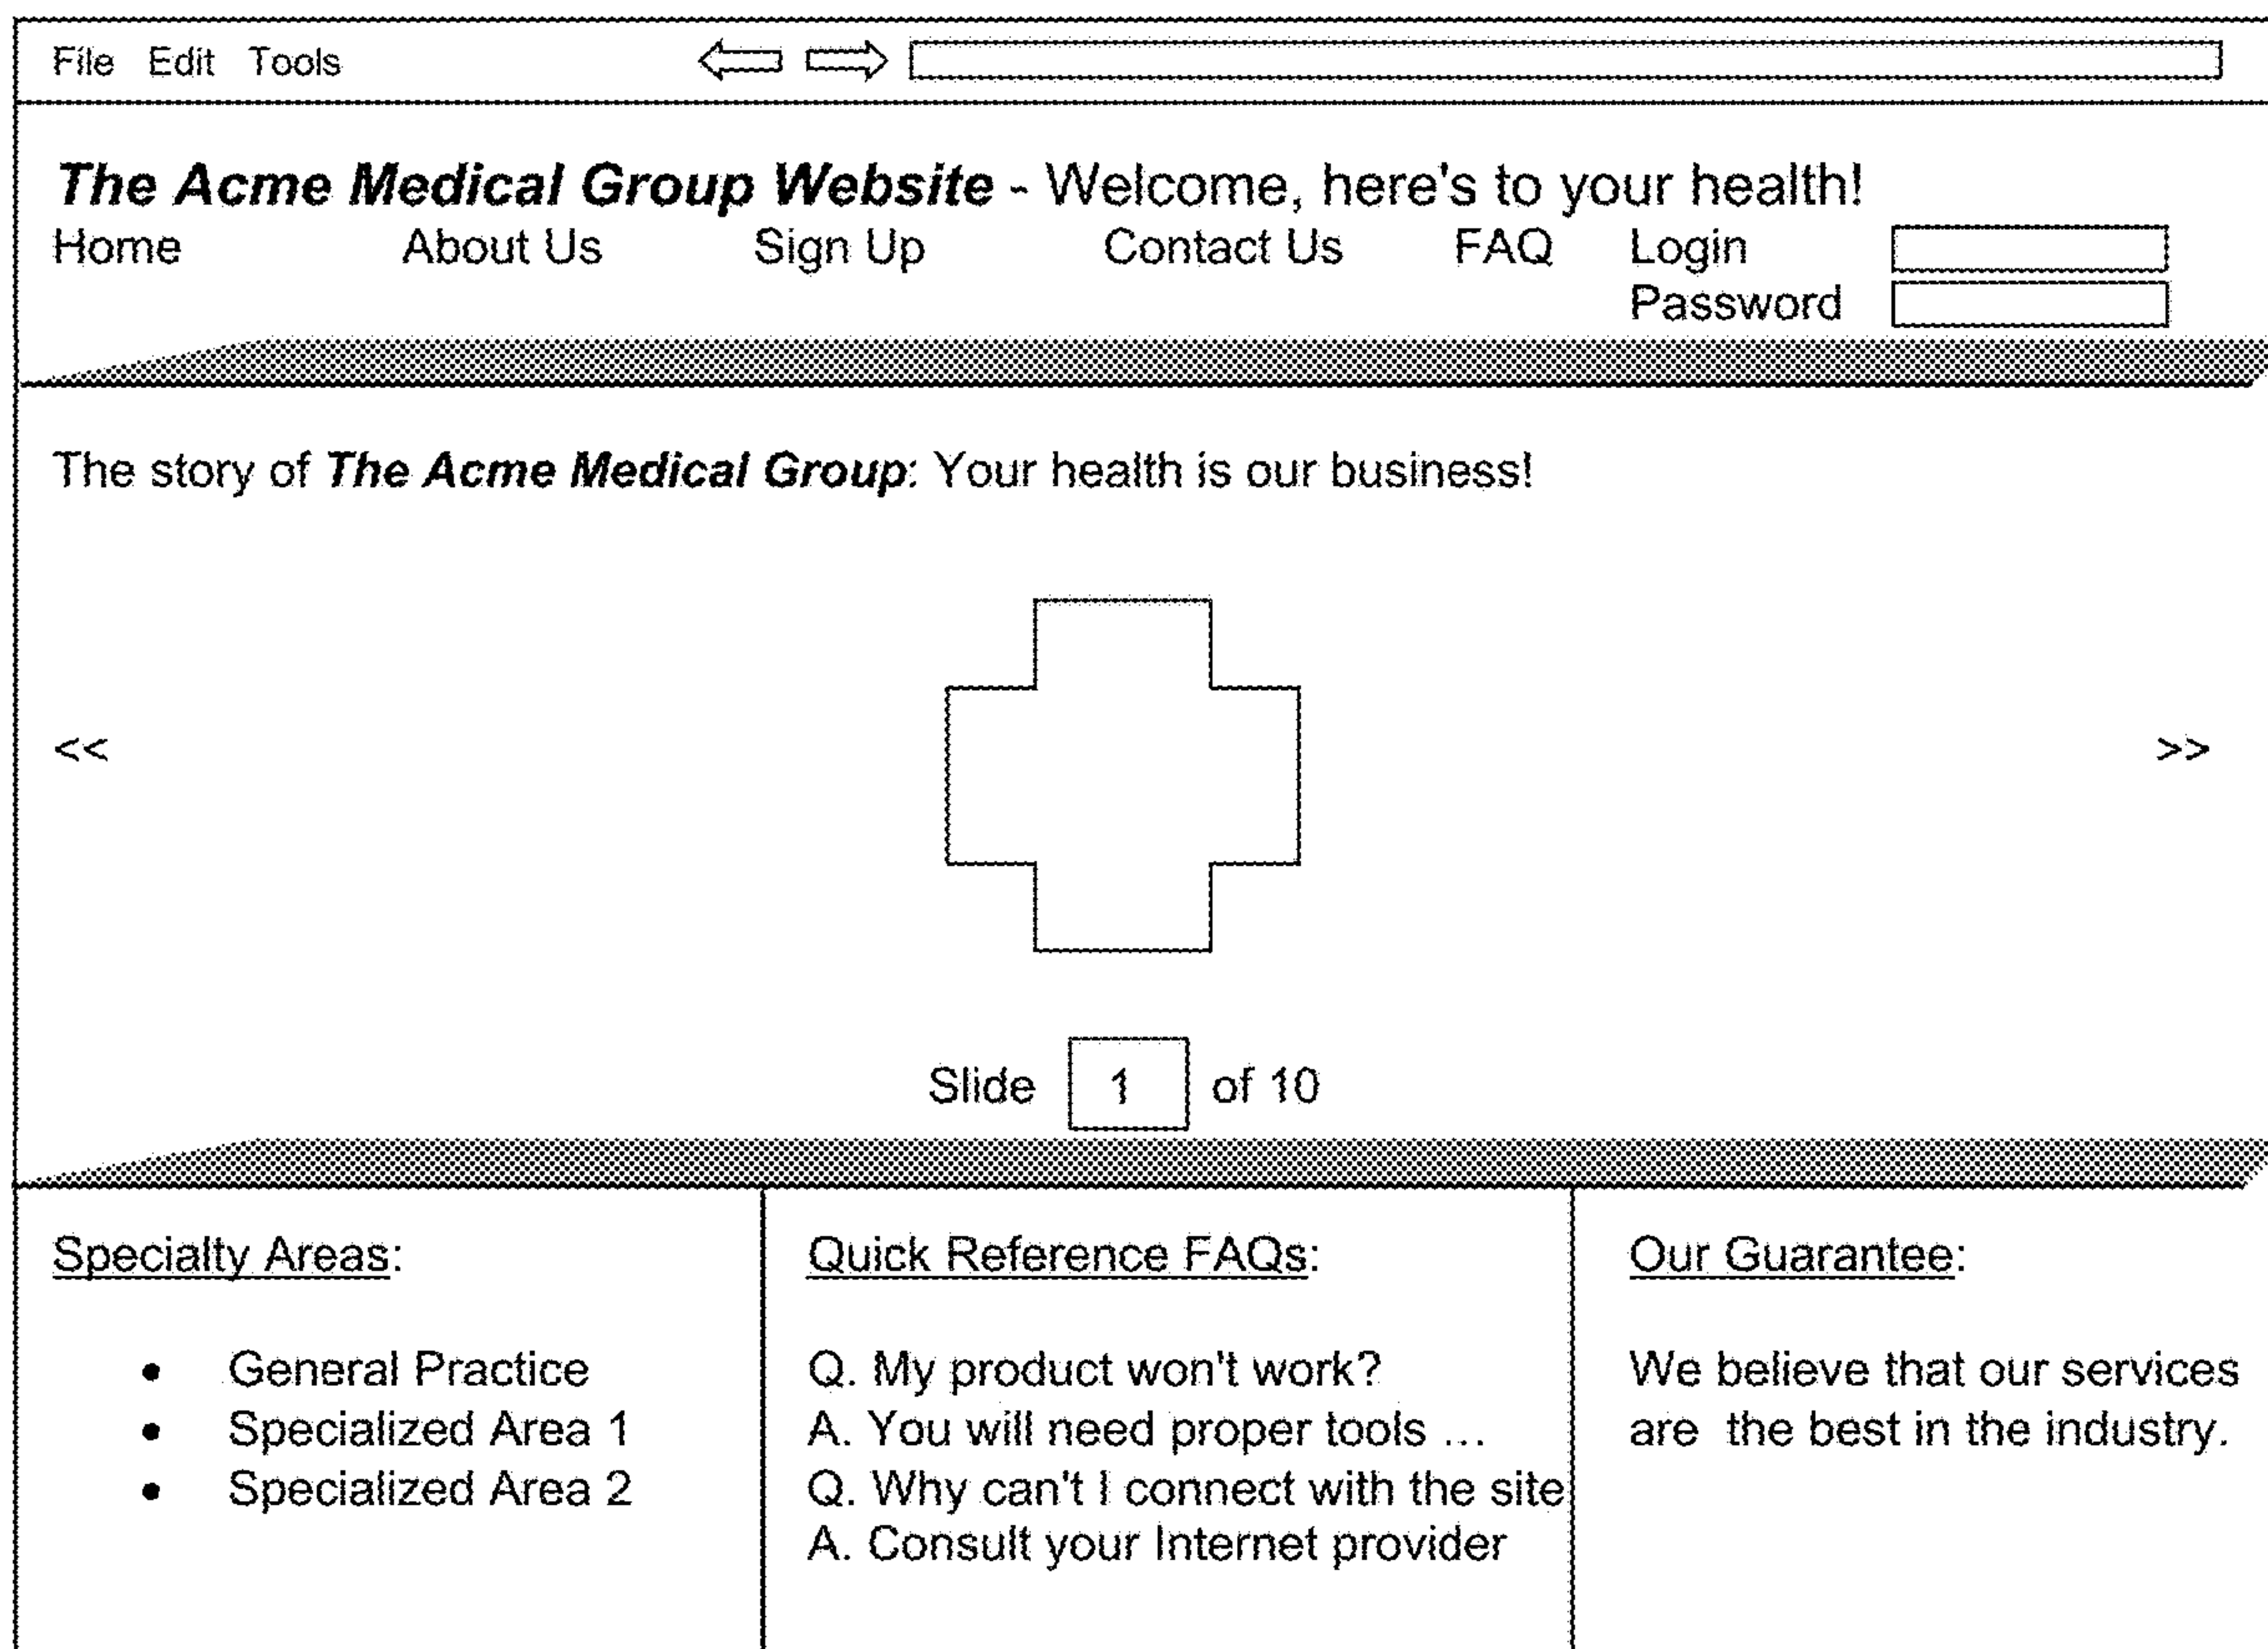 File Edit Tools
The Acme Medical Group Website - Welcome, here's to your health!
Home About Us Sign Up Contact Us FAQ Login
Password
The story of The Acme Medical Group: Your health is our business!
<< >>
Slide 1 of 10
Specialty Areas:
• General Practice
• Specialized Area 1
• Specialized Area 2
Quick Reference FAQs:
Q. My product won't work?
A. You will need proper tools ...
Q. Why can't I connect with the site
A. Consult your Internet provider
Our Guarantee:
We believe that our services
are the best in the industry.